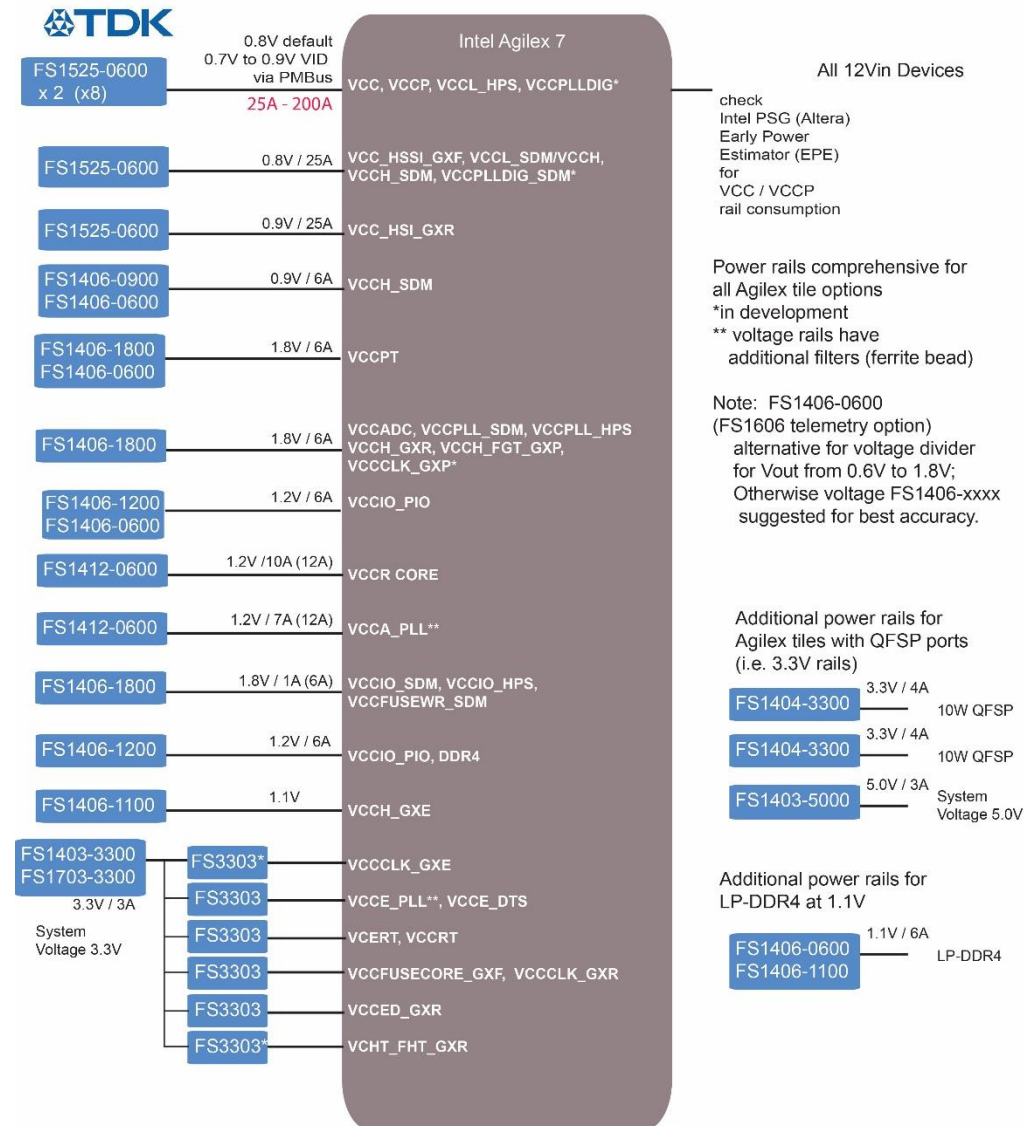 TDK
Intel Agilex 7
FS1525-0600
x 2 (x8)
0.8V default
0.7V to 0.9V VID
via PMBus
25A - 200A
VCC, VCCP, VCCL_HPS, VCCPLLDIG*
FS1525-0600
0.8V / 25A
VCC_HSSI_GXF, VCCL_SDM/VCCH,
VCCH_SDM, VCCPLLDIG_SDM*
FS1525-0600
0.9V / 25A
VCC_HSI_GXR
FS1406-0900
FS1406-0600
0.9V / 6A
VCCH_SDM
FS1406-1800
FS1406-0600
1.8V / 6A
VCCPT
FS1406-1800
1.8V / 6A
VCCADC, VCCPLL_SDM, VCCPLL_HPS
VCCH_GXR, VCCH_FGT_GXP,
VCCCLK_GXP*
FS1406-1200
FS1406-0600
1.2V / 6A
VCCIO_PIO
FS1412-0600
1.2V /10A (12A)
VCCR CORE
FS1412-0600
1.2V / 7A (12A)
VCCA_PLL**
FS1406-1800
1.8V / 1A (6A)
VCCIO_SDM, VCCIO_HPS,
VCCFUSEWR_SDM
FS1406-1200
1.2V / 6A
VCCIO_PIO, DDR4
FS1406-1100
1.1V
VCCH_GXE
FS1403-3300
FS1703-3300
3.3V / 3A
System
Voltage 3.3V
FS3303*
VCCCLK_GXE
FS3303
VCCE_PLL**, VCCE_DTS
FS3303
VCERT, VCCRT
FS3303
VCCFUSECORE_GXF, VCCCLK_GXR
FS3303
VCCED_GXR
FS3303*
VCHT_FHT_GXR
All 12Vin Devices
check
Intel PSG (Altera)
Early Power
Estimator (EPE)
for
VCC / VCCP
rail consumption
Power rails comprehensive for
all Agilex tile options
*in development
** voltage rails have
additional filters (ferrite bead)
Note: FS1406-0600
(FS1606 telemetry option)
alternative for voltage divider
for Vout from 0.6V to 1.8V;
Otherwise voltage FS1406-xxxx
suggested for best accuracy.
Additional power rails for
Agilex tiles with QFSP ports
(i.e. 3.3V rails)
FS1404-3300
3.3V / 4A
10W QFSP
FS1404-3300
3.3V / 4A
10W QFSP
FS1403-5000
5.0V / 3A
System
Voltage 5.0V
Additional power rails for
LP-DDR4 at 1.1V
FS1406-0600
FS1406-1100
1.1V / 6A
LP-DDR4